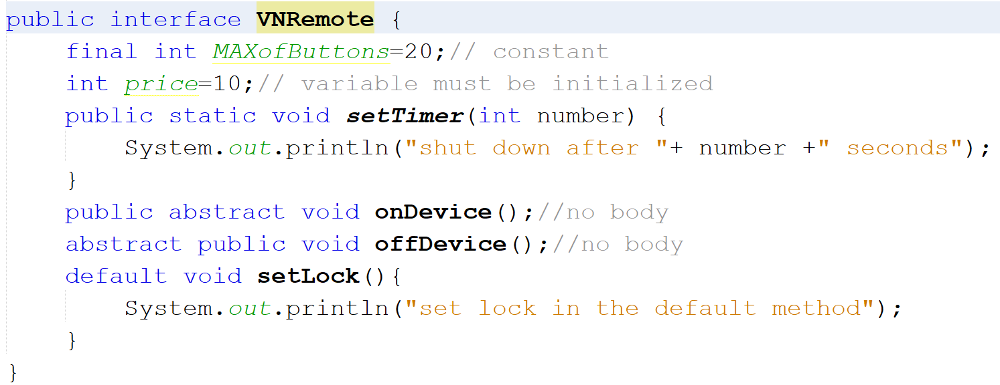 public interface VNRemote {
    final int MAXofButtons=20;// constant
    int price=10;// variable must be initialized
    public static void setTimer(int number) {
        System.out.println("shut down after "+ number +" seconds");
    }
    public abstract void onDevice();//no body
    abstract public void offDevice();//no body
    default void setLock(){
        System.out.println("set lock in the default method");
    }
}